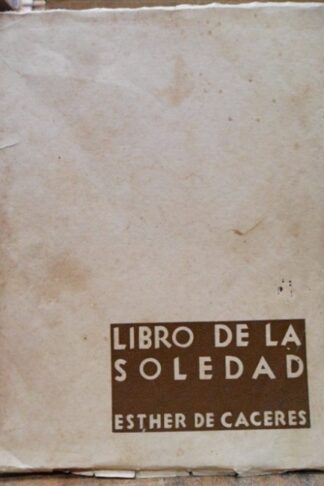 LIBRO DE LA
SOLEDAD
ESTHER DE CACERES